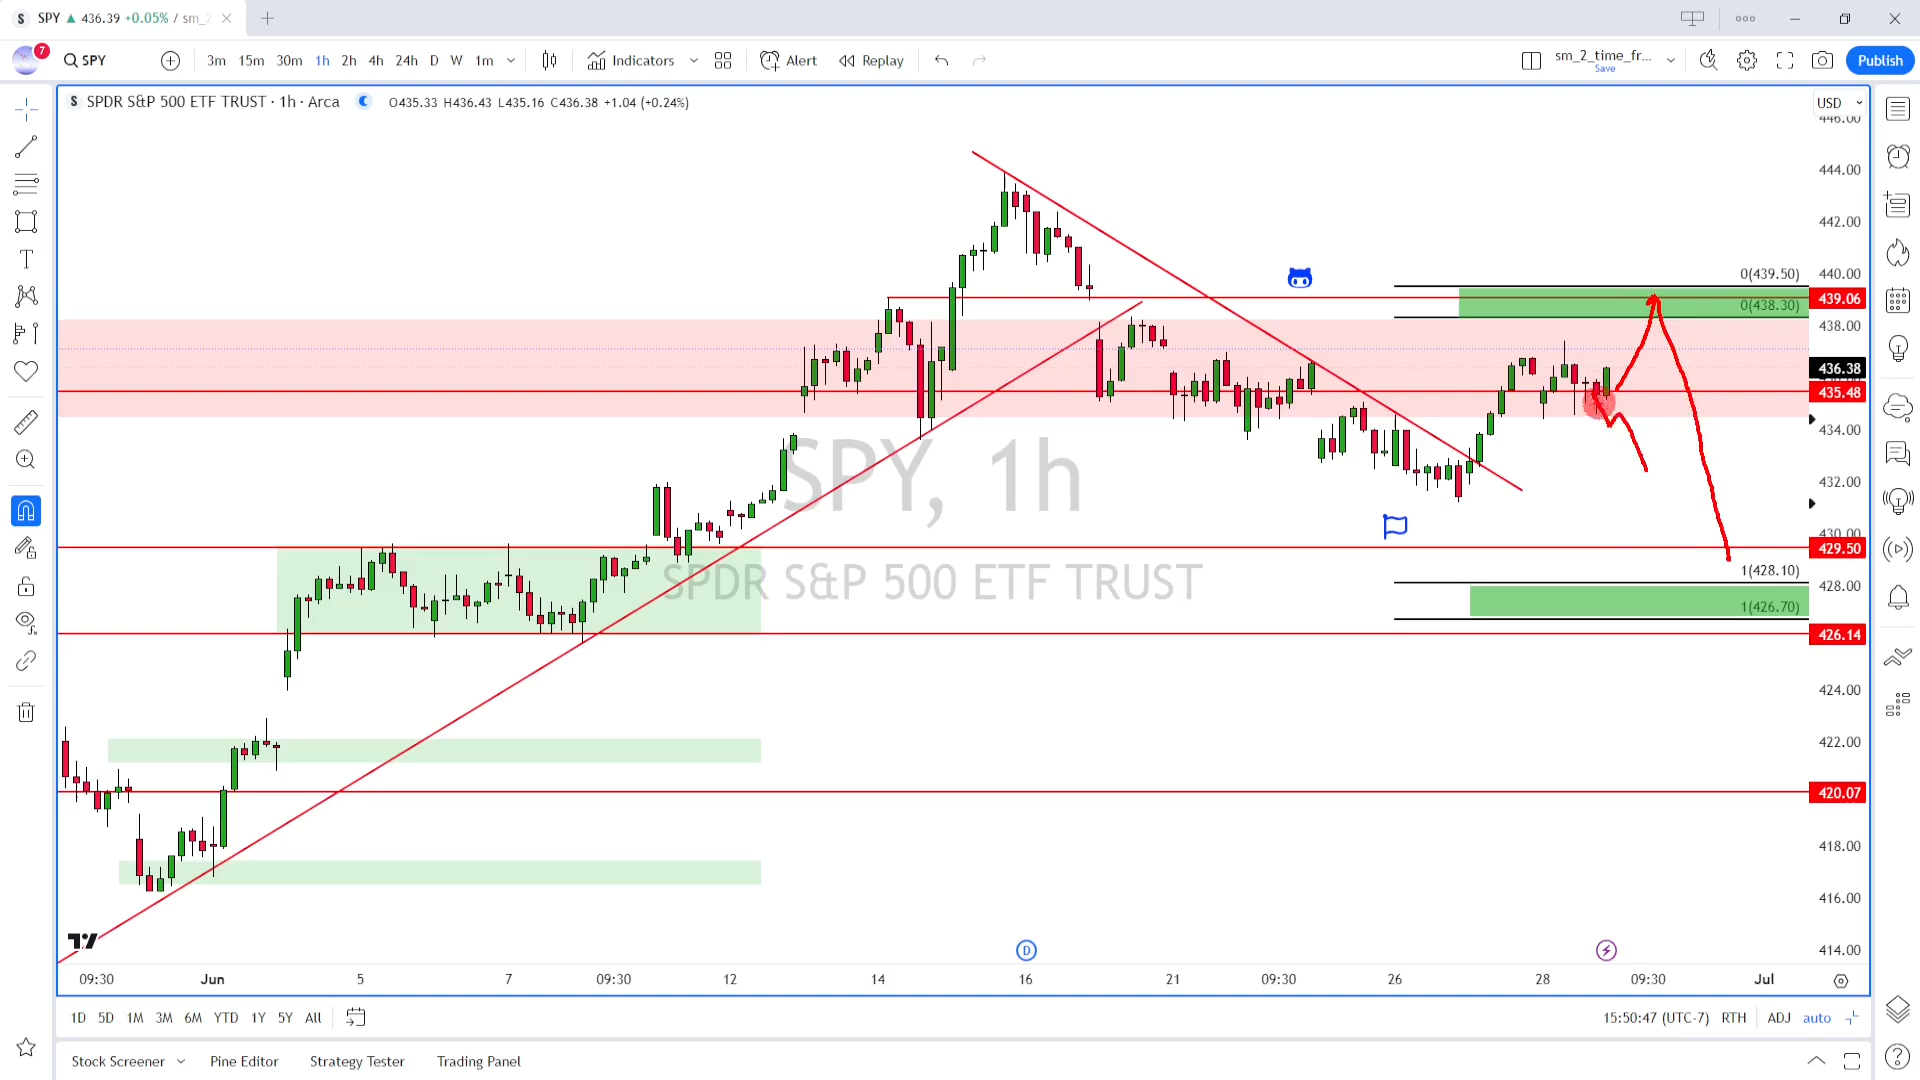 S SPY ▲ 436.39 +0.05% / sm_2
7 SPY 3m 15m 30m 1h 2h 4h 24h D W 1m Indicators Alert Replay sm_2_time_fr... Save Publish
S SPDR S&P 500 ETF TRUST · 1h · Arca O435.33 H436.43 L435.16 C436.38 +1.04 (+0.24%)
USD
446.00
444.00
442.00
0(439.50) 440.00
439.06
0(438.30)
438.00
436.38
435.48
434.00
SPY, 1h
432.00
430.00
429.50
1(428.10)
SPDR S&P 500 ETF TRUST
428.00
1(426.70)
426.14
424.00
422.00
420.07
418.00
416.00
414.00
D
09:30 Jun 5 7 09:30 12 14 16 21 09:30 26 28 09:30 Jul
1D 5D 1M 3M 6M YTD 1Y 5Y All 15:50:47 (UTC-7) RTH ADJ auto
Stock Screener Pine Editor Strategy Tester Trading Panel